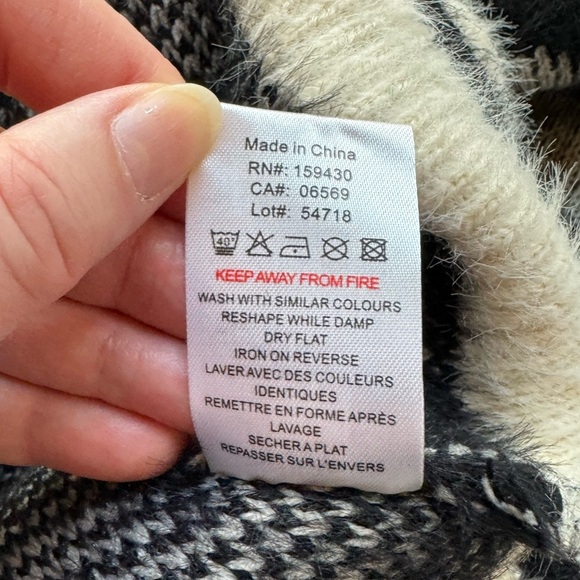 Made in China
RN#: 159430
CA#: 06569
Lot#: 54718
40°
KEEP AWAY FROM FIRE
WASH WITH SIMILAR COLOURS
RESHAPE WHILE DAMP
DRY FLAT
IRON ON REVERSE
LAVER AVEC DES COULEURS
IDENTIQUES
REMETTRE EN FORME APRÈS
LAVAGE
SECHER A PLAT
REPASSER SUR L'ENVERS